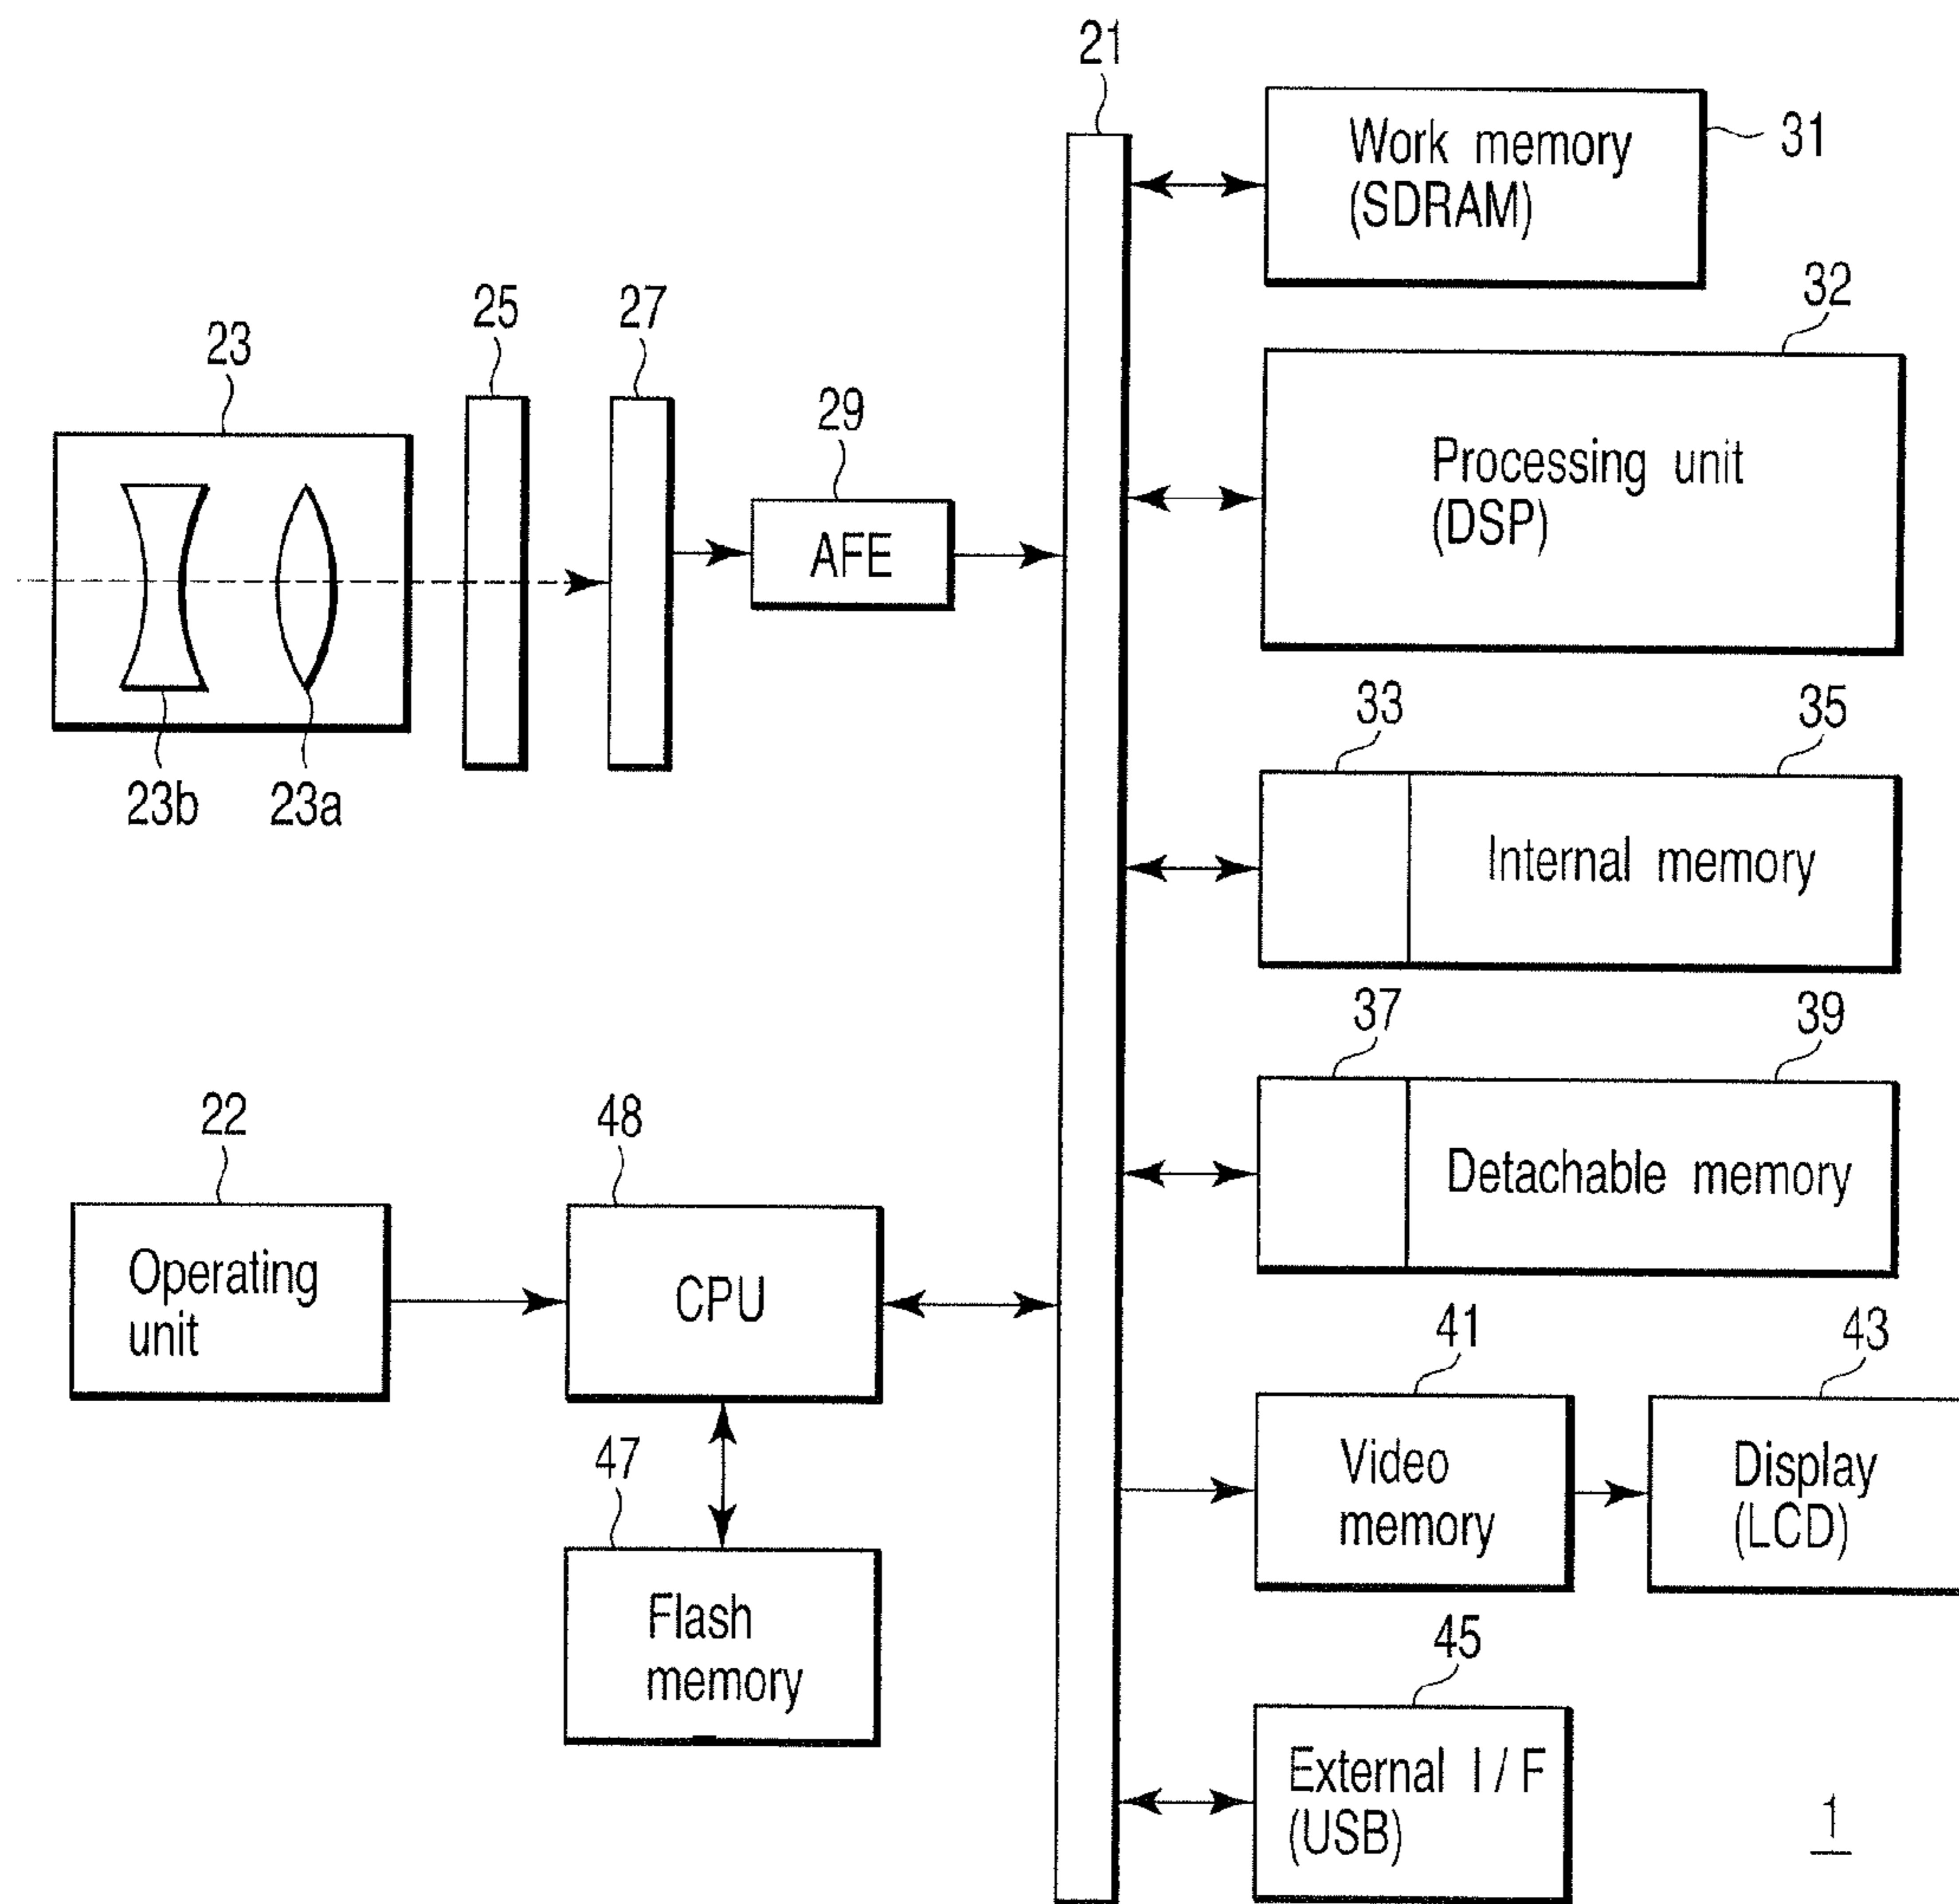 21
Work memory
(SDRAM)
31
32
Processing unit
(DSP)
23
25
27
29
AFE
23b
23a
33
35
Internal memory
37
39
Detachable memory
22
Operating
unit
48
CPU
47
Flash
memory
41
Video
memory
43
Display
(LCD)
45
External I/F
(USB)
1